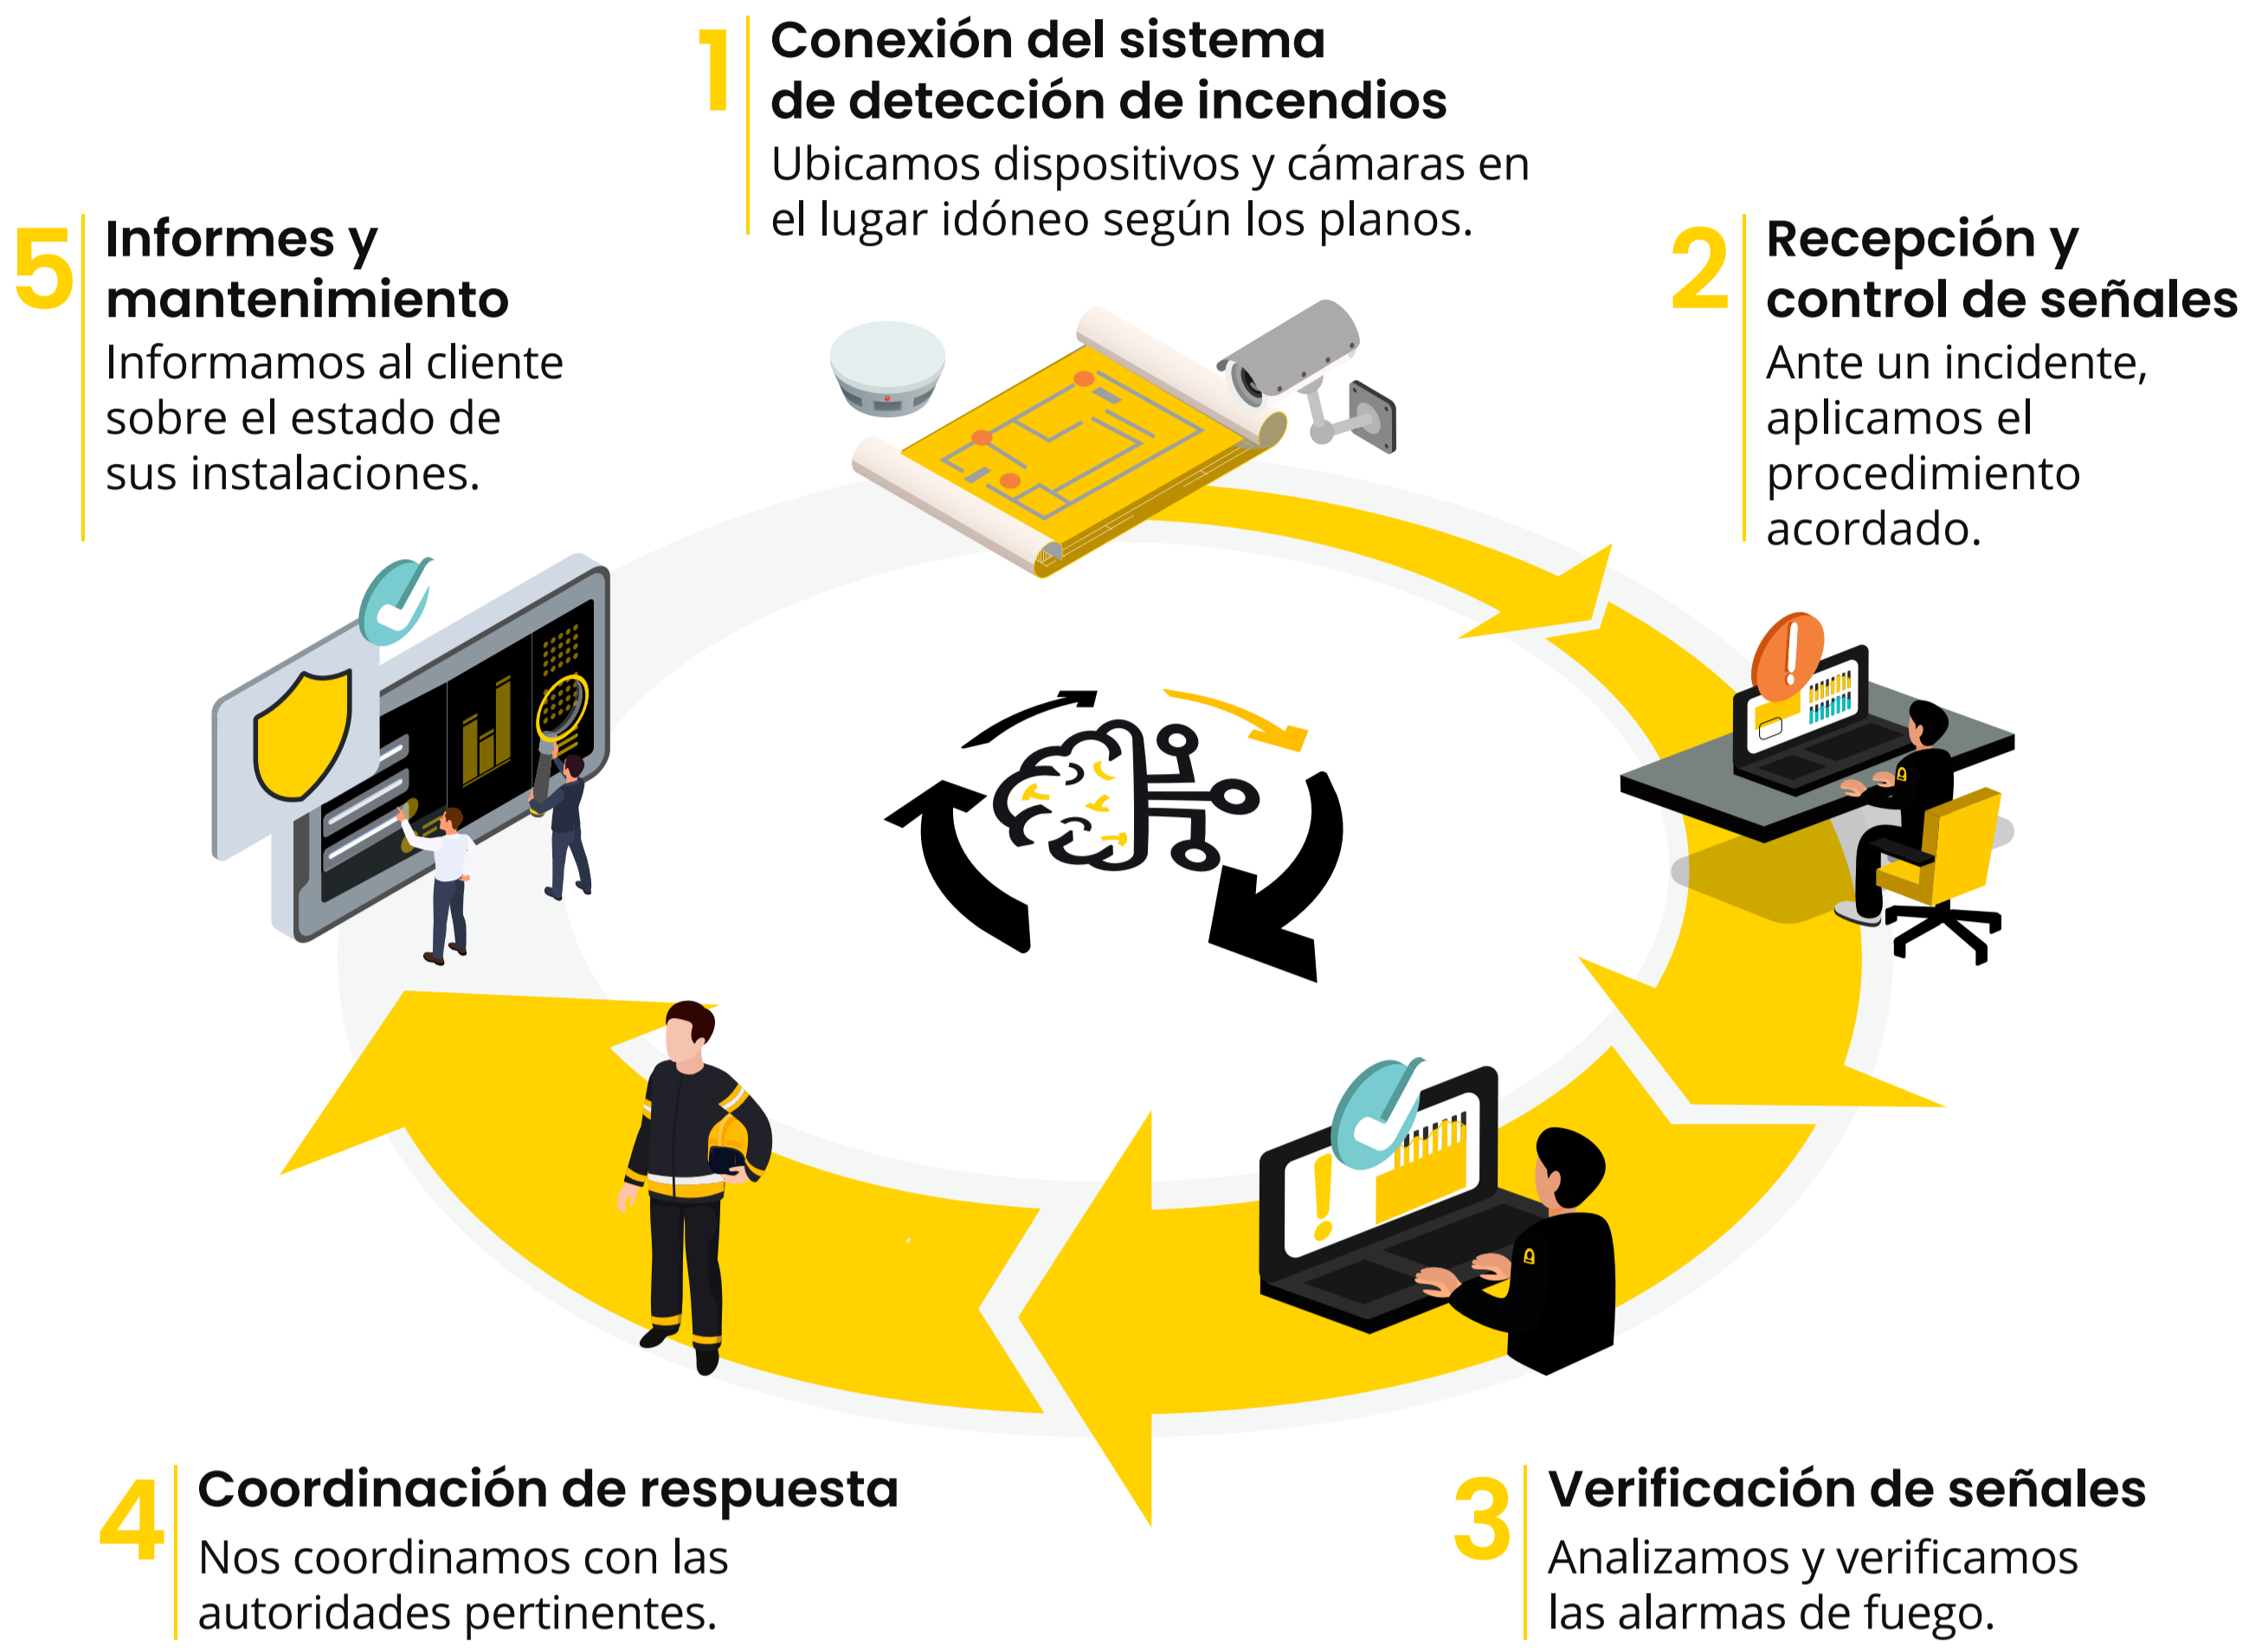 1
Conexión del sistema
de detección de incendios
Ubicamos dispositivos y cámaras en
el lugar idóneo según los planos.
2
Recepción y
control de señales
Ante un incidente,
aplicamos el
procedimiento
acordado.
3
Verificación de señales
Analizamos y verificamos
las alarmas de fuego.
4
Coordinación de respuesta
Nos coordinamos con las
autoridades pertinentes.
5
Informes y
mantenimiento
Informamos al cliente
sobre el estado de
sus instalaciones.